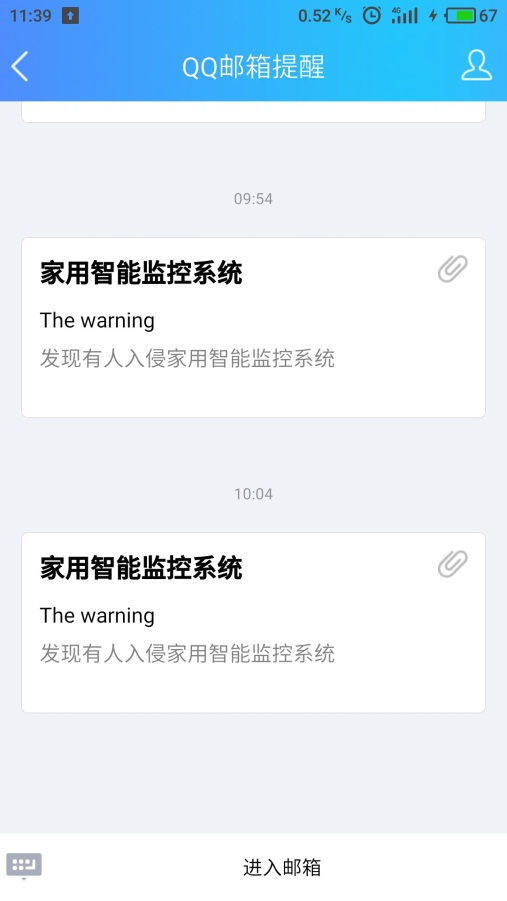 11:39
0.52 K/s
4G
67
QQ邮箱提醒
09:54
家用智能监控系统
The warning
发现有人入侵家用智能监控系统
10:04
家用智能监控系统
The warning
发现有人入侵家用智能监控系统
进入邮箱